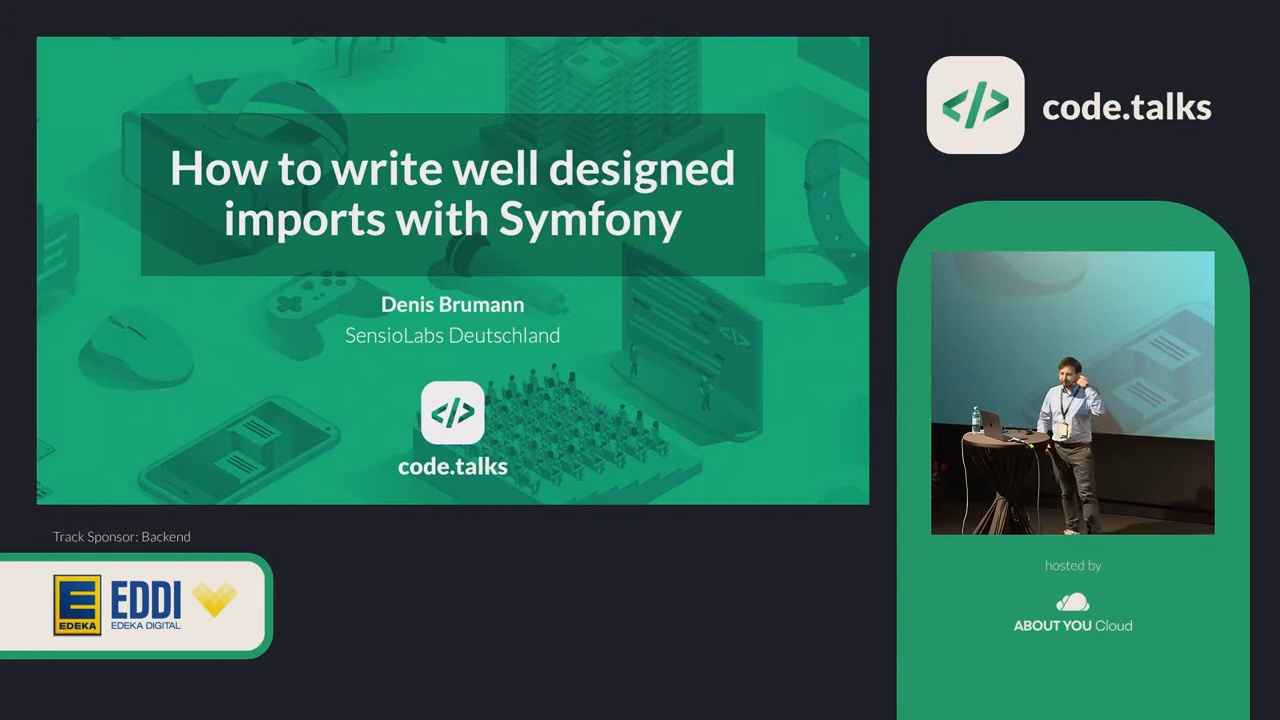 How to write well designed
imports with Symfony
Denis Brumann
SensioLabs Deutschland
</>
code.talks
</>
code.talks
Track Sponsor: Backend
E
EDEKA
EDDI
EDEKA DIGITAL
hosted by
ABOUT YOU Cloud